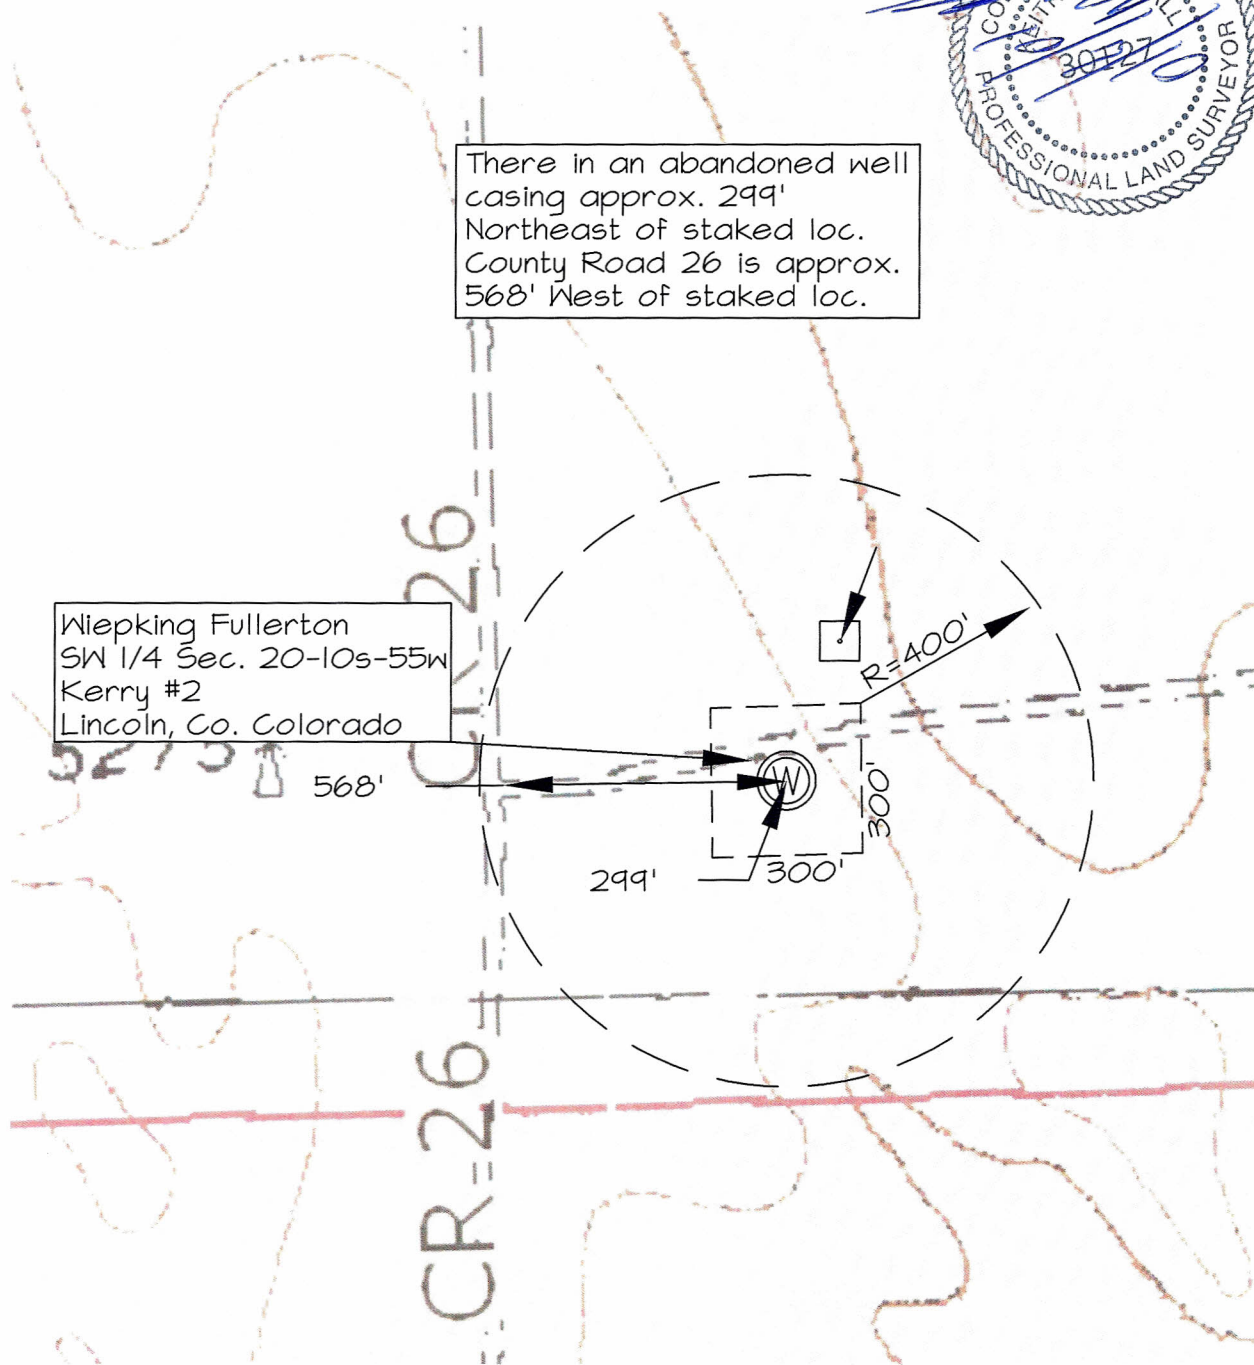 30127
PROFESSIONAL LAND SURVEYOR
There in an abandoned well
casing approx. 299'
Northeast of staked loc.
County Road 26 is approx.
568' West of staked loc.
26
Wiepking Fullerton
SW 1/4 Sec. 20-10s-55w
Kerry #2
Lincoln, Co. Colorado
R=400'
568'
W
300'
299'
300'
CR-26